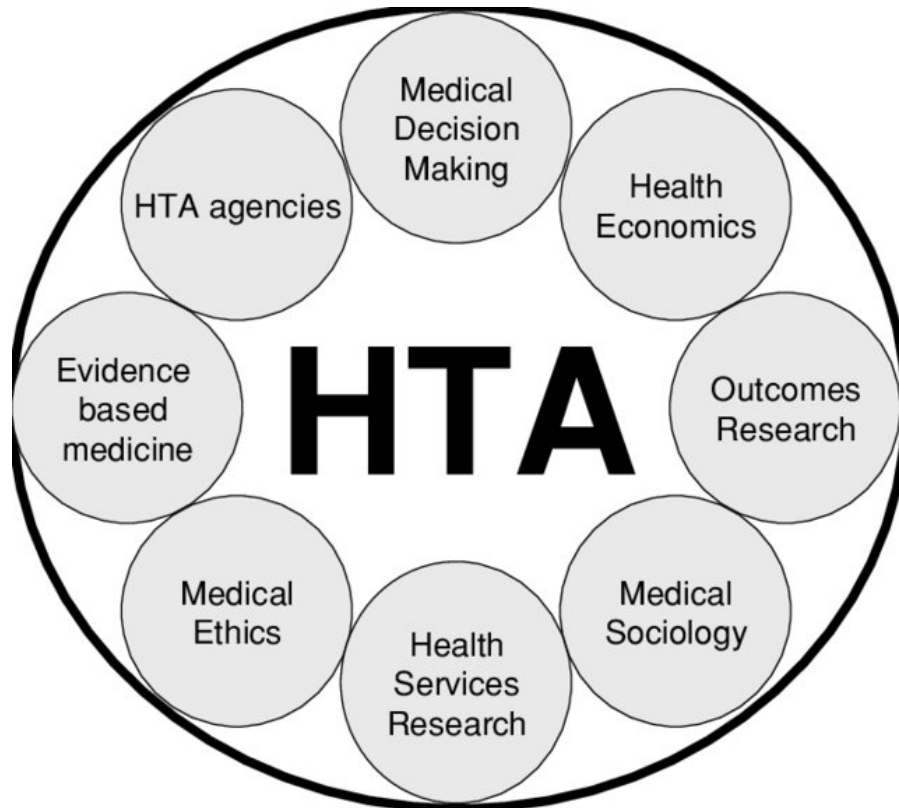 Medical
Decision
Making
Health
Economics
Outcomes
Research
Medical
Sociology
Health
Services
Research
Medical
Ethics
Evidence
based
medicine
HTA agencies
HTA